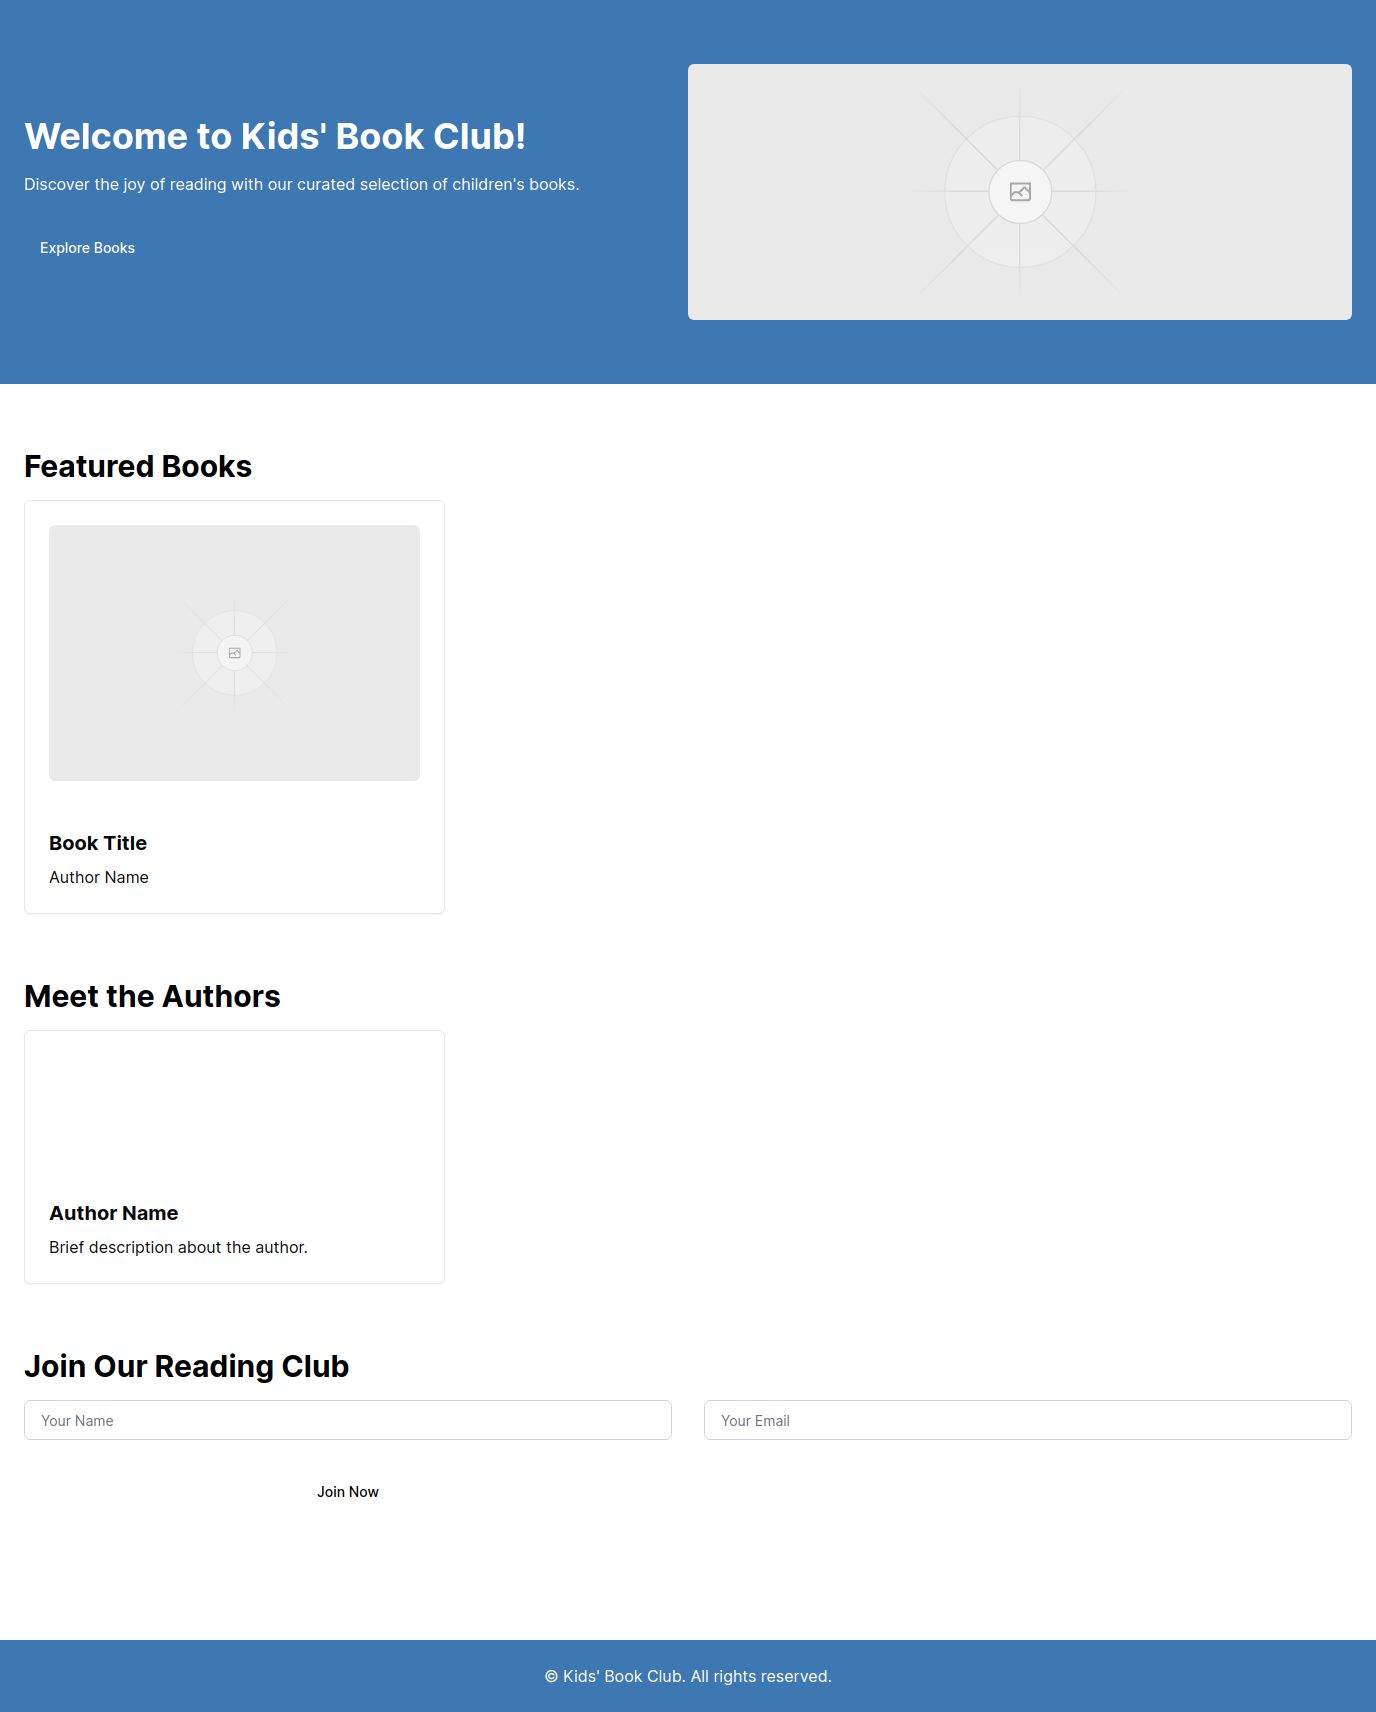 Welcome to Kids' Book Club!
Discover the joy of reading with our curated selection of children's books.
Explore Books
Featured Books
Book Title
Author Name
Meet the Authors
Author Name
Brief description about the author.
Join Our Reading Club
Your Name
Your Email
Join Now
© Kids' Book Club. All rights reserved.